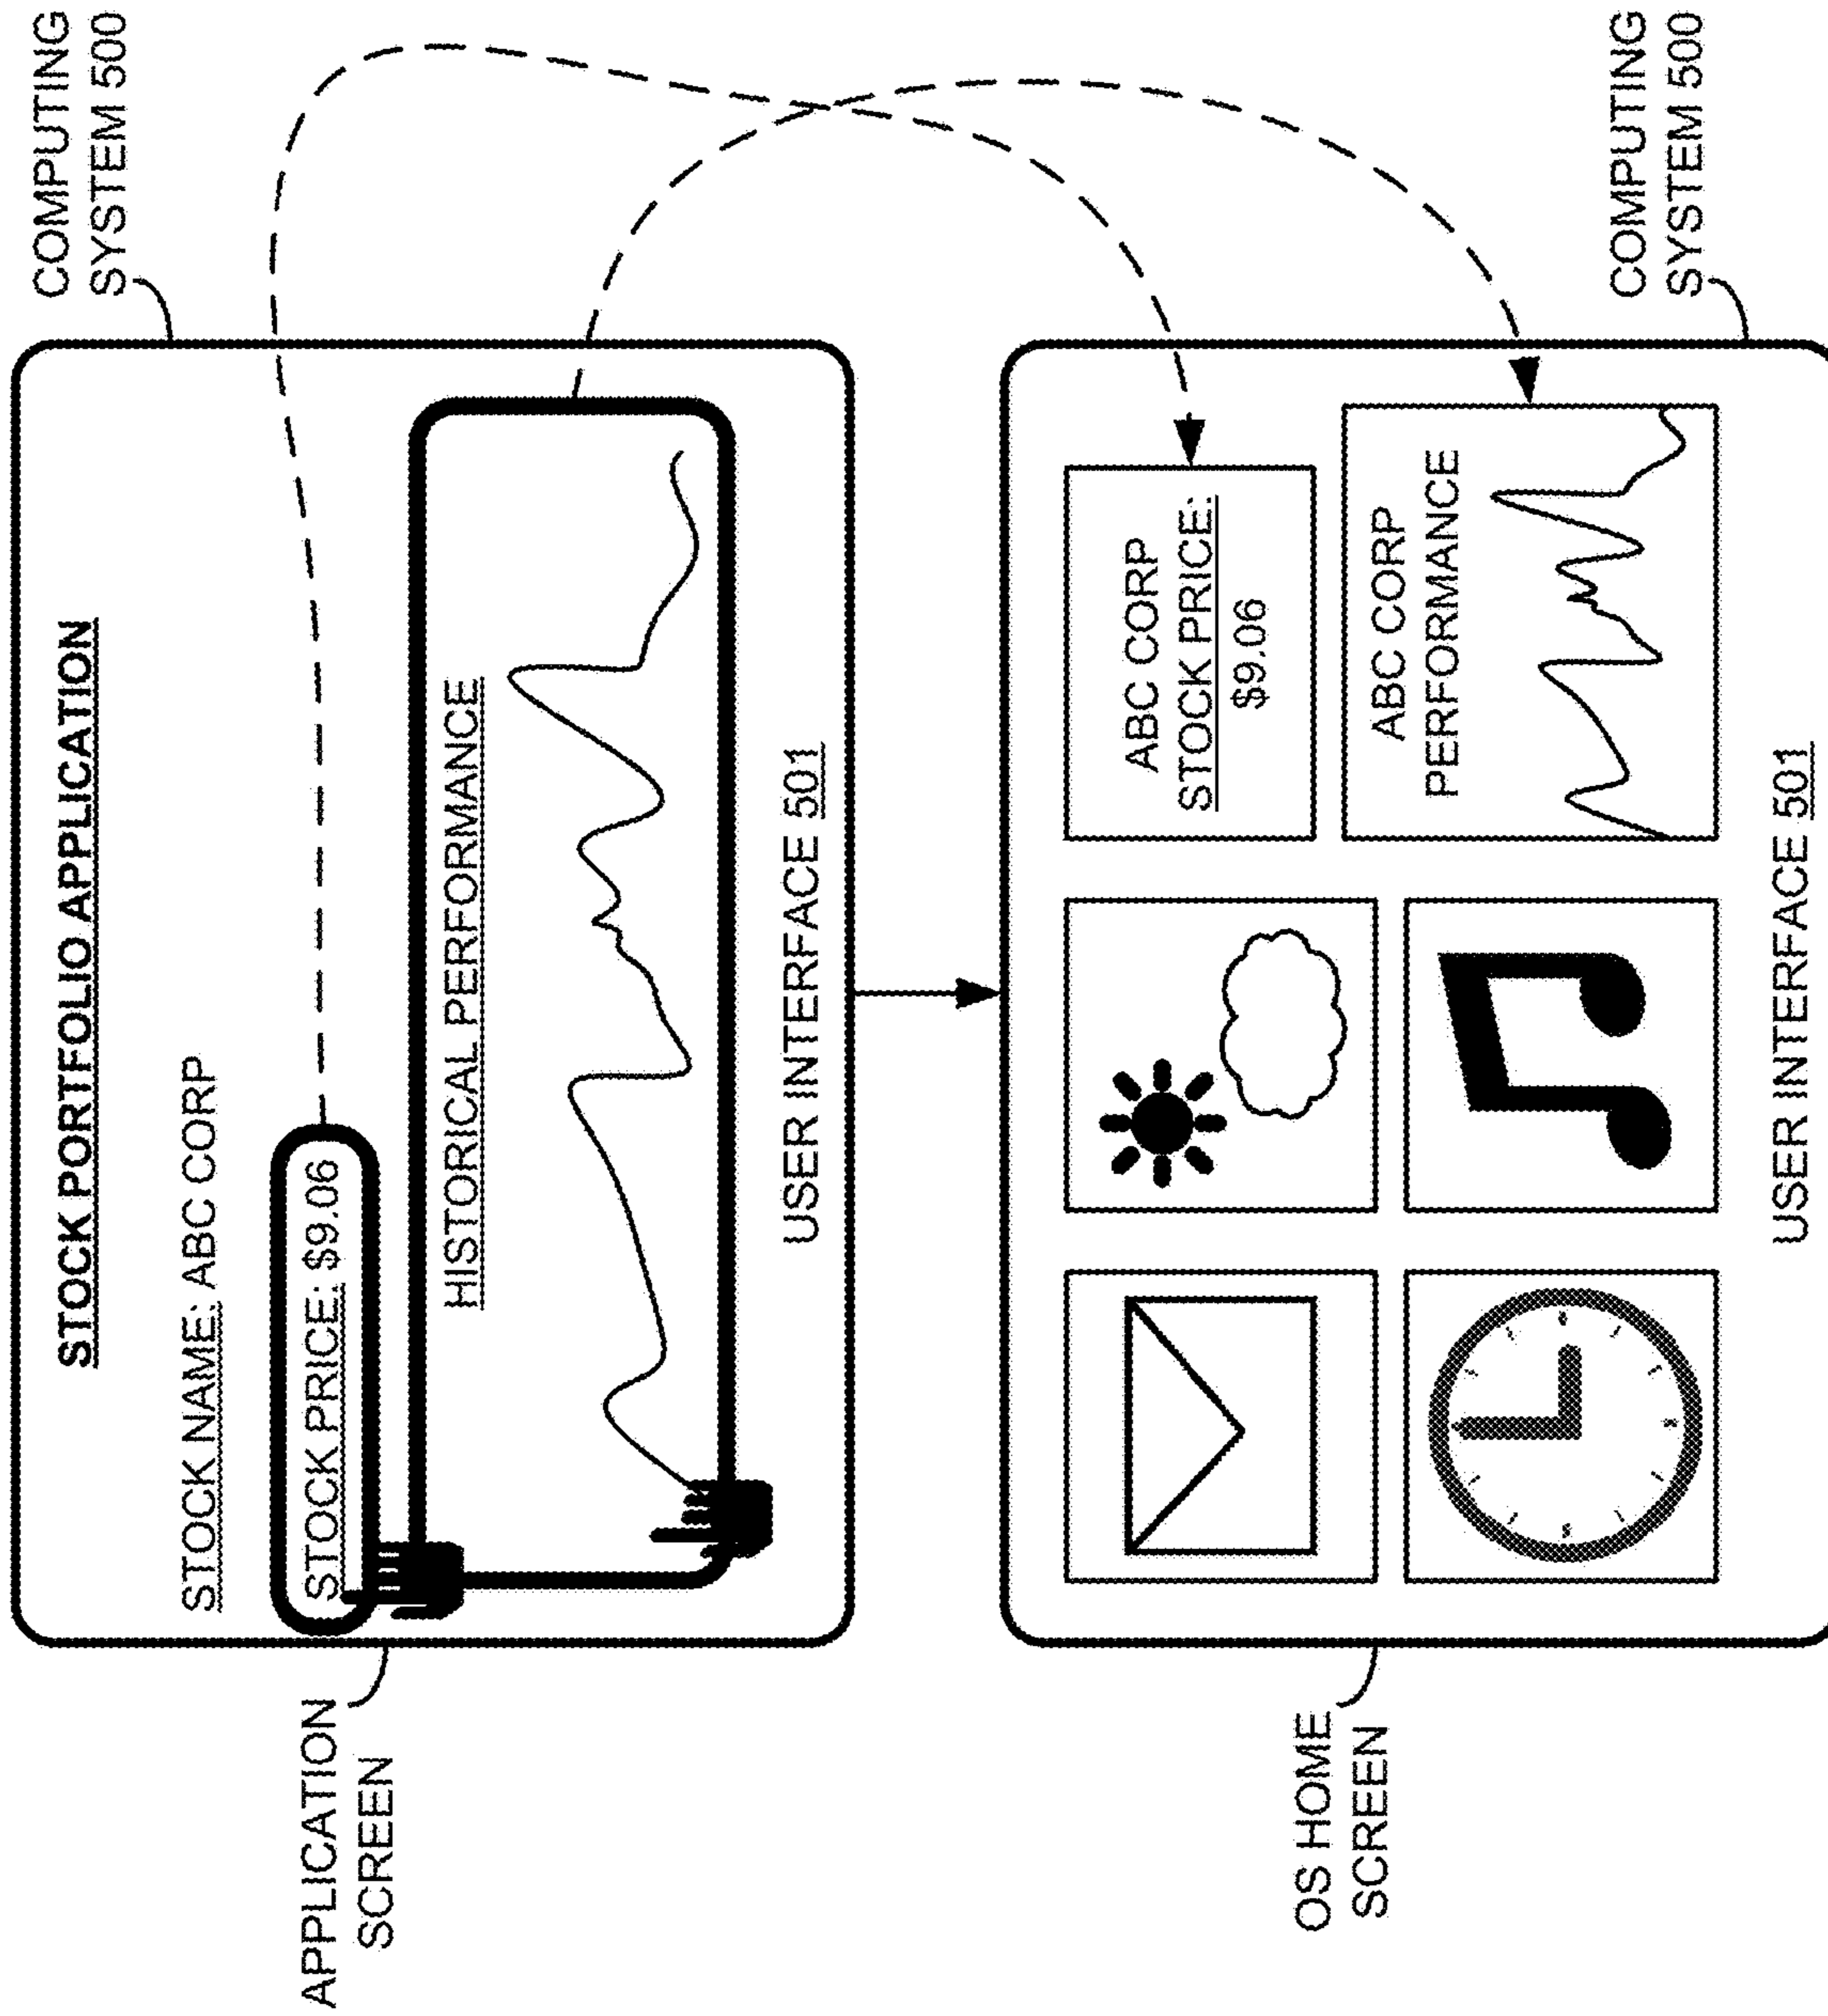 COMPUTING
SYSTEM 500
STOCK PORTFOLIO APPLICATION
STOCK NAME: ABC CORP
STOCK PRICE: $9.06
APPLICATION
SCREEN
HISTORICAL PERFORMANCE
USER INTERFACE 501
ABC CORP
STOCK PRICE:
$9.06
OS HOME
SCREEN
ABC CORP
PERFORMANCE
COMPUTING
SYSTEM 500
USER INTERFACE 501